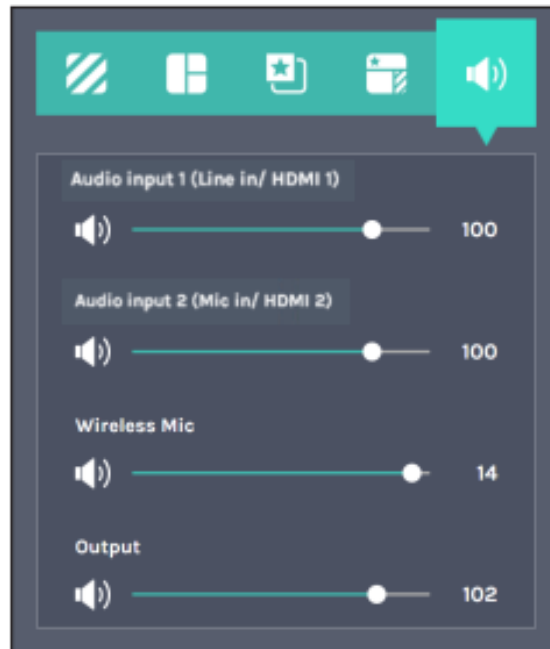 Audio input 1 (Line in/ HDMI 1)
100
Audio input 2 (Mic in/ HDMI 2)
100
Wireless Mic
14
Output
102